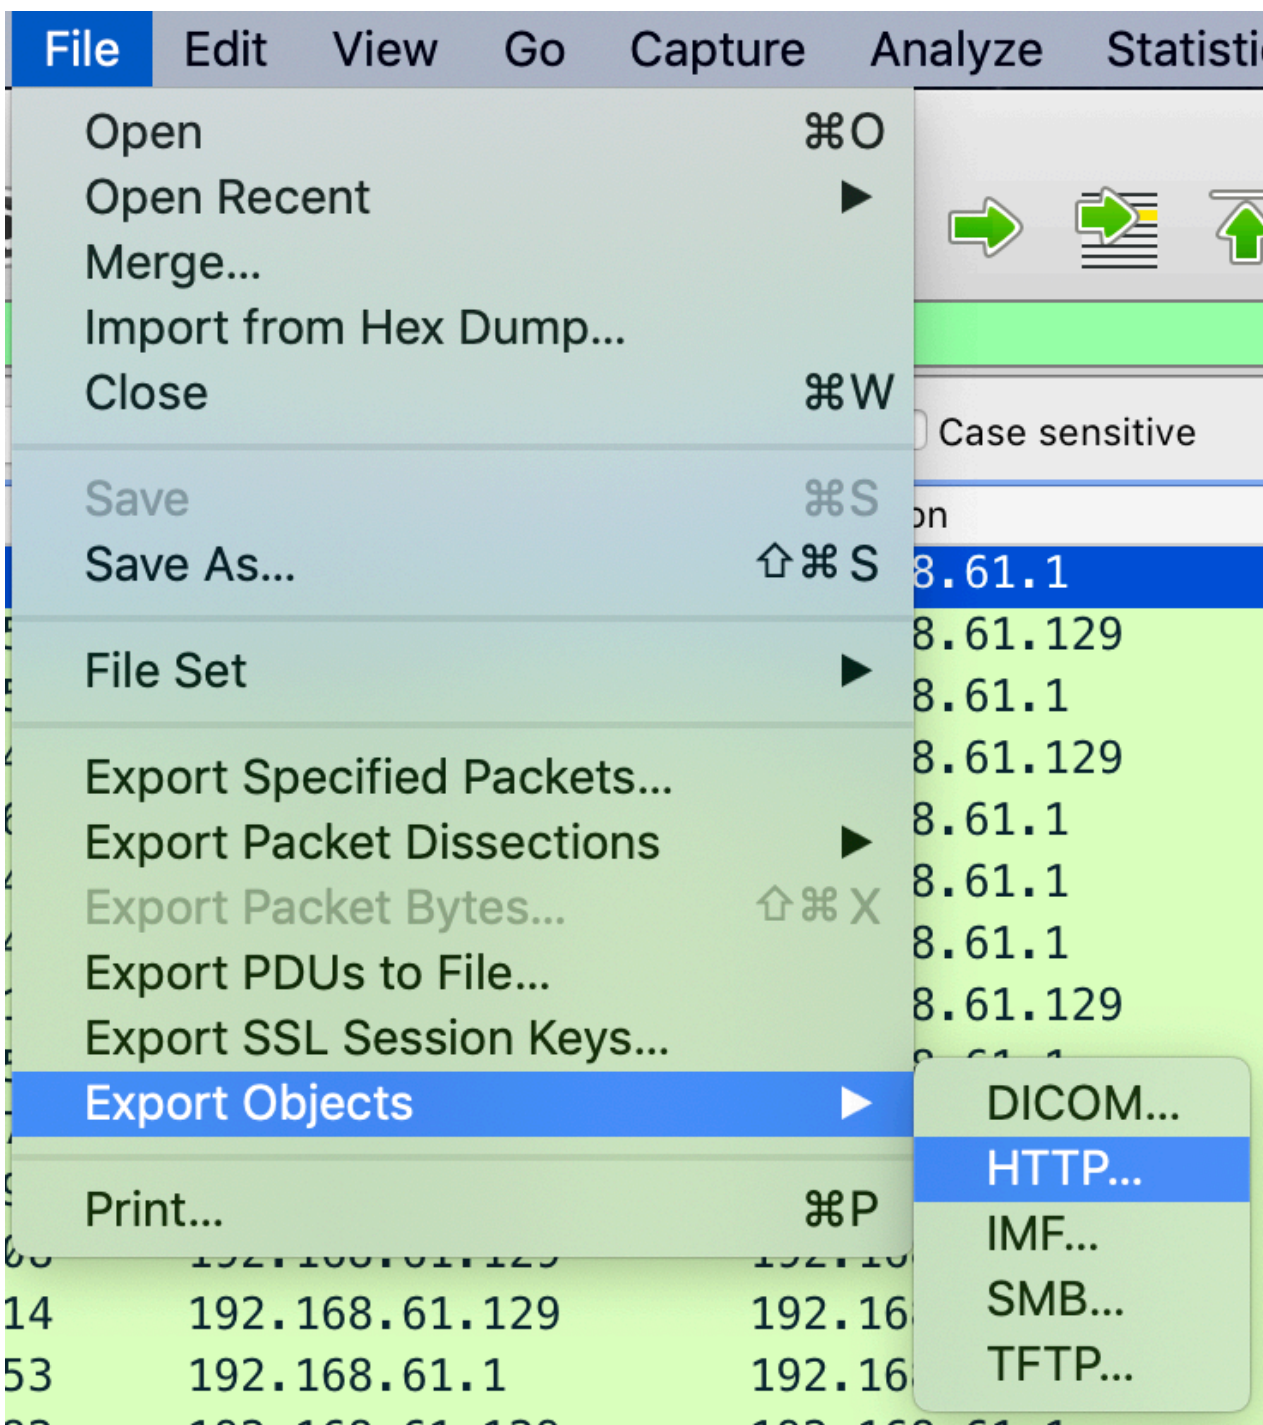 File Edit View Go Capture Analyze
Open ⌘O
Open Recent ▶
Merge...
Import from Hex Dump...
Close ⌘W
Case sensitive
Save ⌘S
on
Save As... ⇧⌘S
8.61.1
8.61.129
File Set ▶
8.61.1
8.61.129
Export Specified Packets...
8.61.1
Export Packet Dissections ▶
8.61.1
Export Packet Bytes... ⇧⌘X
8.61.1
Export PDUs to File...
8.61.129
Export SSL Session Keys...
Export Objects ▶
DICOM...
HTTP...
Print... ⌘P
IMF...
SMB...
TFTP...
14 192.168.61.129 192.16
53 192.168.61.1 192.16